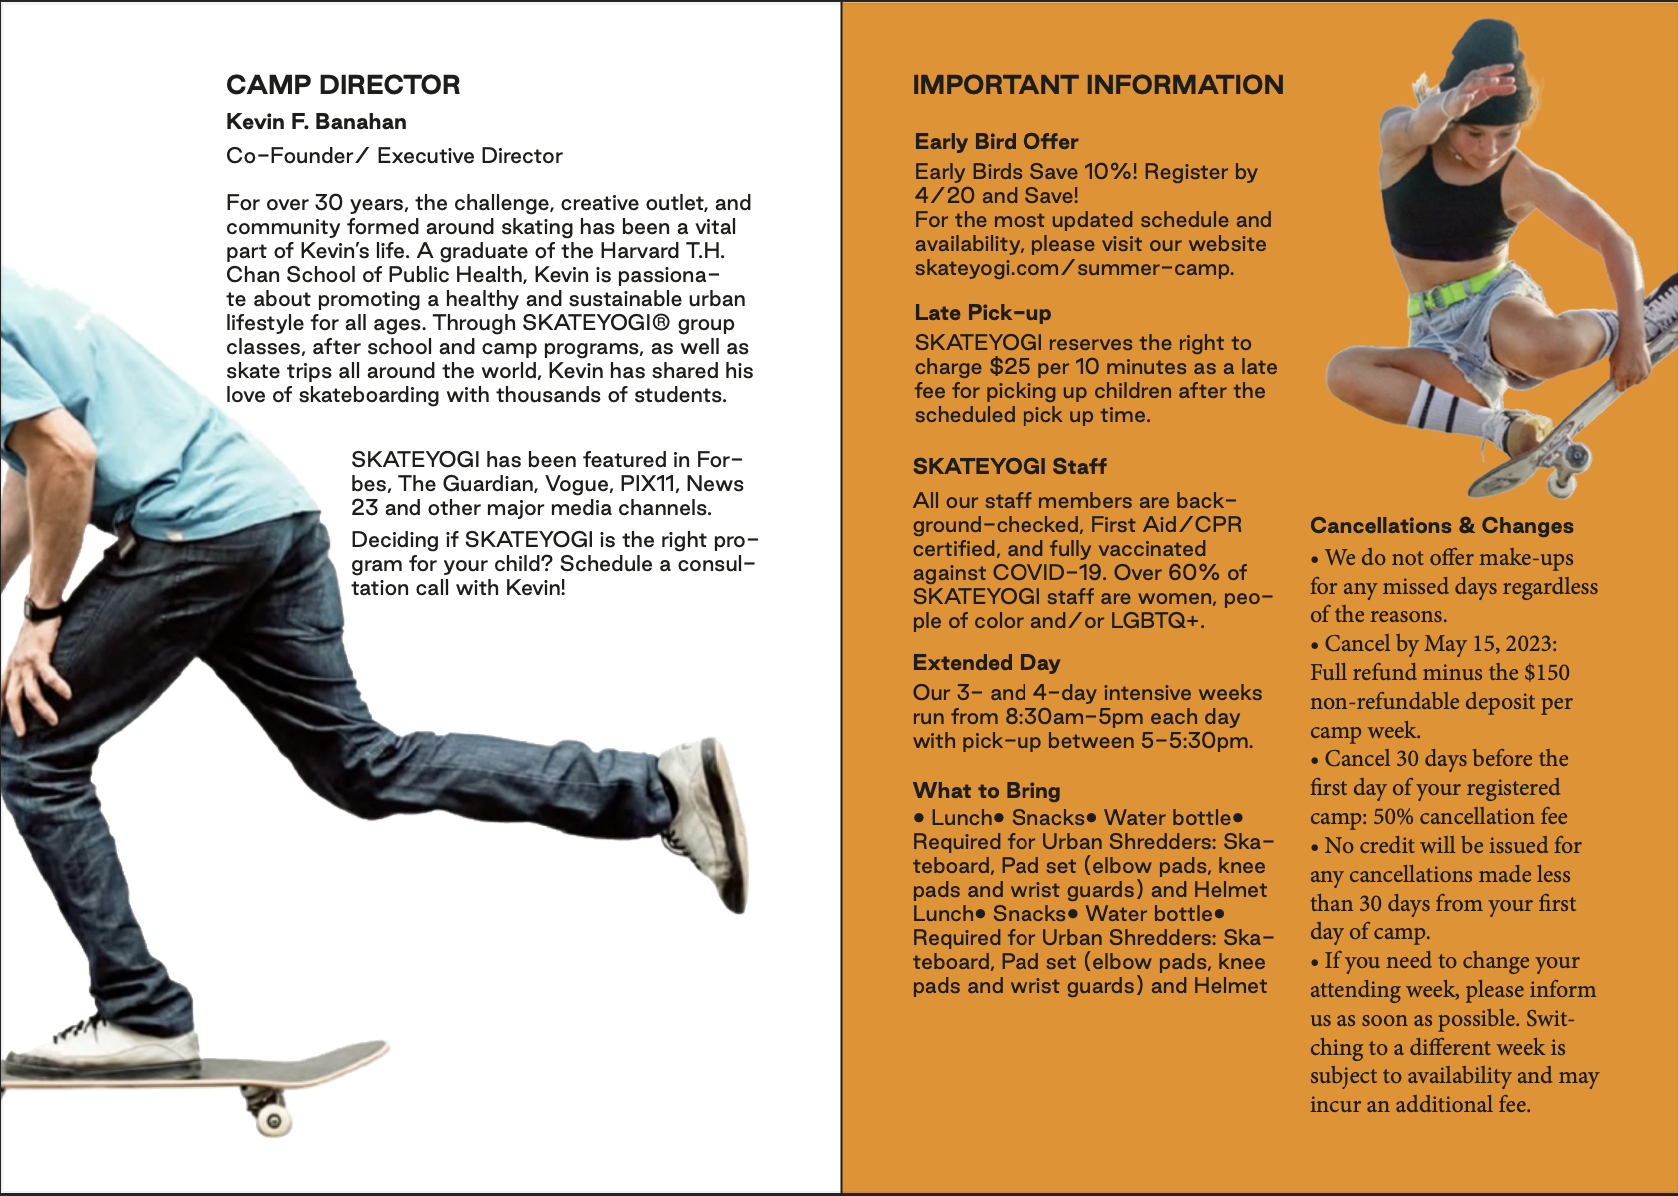 CAMP DIRECTOR
Kevin F. Banahan
Co-Founder/ Executive Director
For over 30 years, the challenge, creative outlet, and
community formed around skating has been a vital
part of Kevin's life. A graduate of the Harvard T.H.
Chan School of Public Health, Kevin is passiona-
te about promoting a healthy and sustainable urban
lifestyle for all ages. Through SKATEYOGI® group
classes, after school and camp programs, as well as
skate trips all around the world, Kevin has shared his
love of skateboarding with thousands of students.
SKATEYOGI has been featured in For-
bes, The Guardian, Vogue, PIX11, News
23 and other major media channels.
Deciding if SKATEYOGI is the right pro-
gram for your child? Schedule a consul-
tation call with Kevin!
IMPORTANT INFORMATION
Early Bird Offer
Early Birds Save 10%! Register by
4/20 and Save!
For the most updated schedule and
availability, please visit our website
skateyogi.com/summer-camp.
Late Pick-up
SKATEYOGI reserves the right to
charge $25 per 10 minutes as a late
fee for picking up children after the
scheduled pick up time.
SKATEYOGI Staff
All our staff members are back-
ground-checked, First Aid/CPR
certified, and fully vaccinated
against COVID-19. Over 60% of
SKATEYOGI staff are women, peo-
ple of color and/or LGBTQ+.
Extended Day
Our 3- and 4-day intensive weeks
run from 8:30am-5pm each day
with pick-up between 5-5:30pm.
What to Bring
• Lunch• Snacks• Water bottle•
Required for Urban Shredders: Ska-
teboard, Pad set (elbow pads, knee
pads and wrist guards) and Helmet
Lunch• Snacks• Water bottle•
Required for Urban Shredders: Ska-
teboard, Pad set (elbow pads, knee
pads and wrist guards) and Helmet
Cancellations & Changes
• We do not offer make-ups
for any missed days regardless
of the reasons.
• Cancel by May 15, 2023:
Full refund minus the $150
non-refundable deposit per
camp week.
• Cancel 30 days before the
first day of your registered
camp: 50% cancellation fee
• No credit will be issued for
any cancellations made less
than 30 days from your first
day of camp.
• If you need to change your
attending week, please inform
us as soon as possible. Swit-
ching to a different week is
subject to availability and may
incur an additional fee.